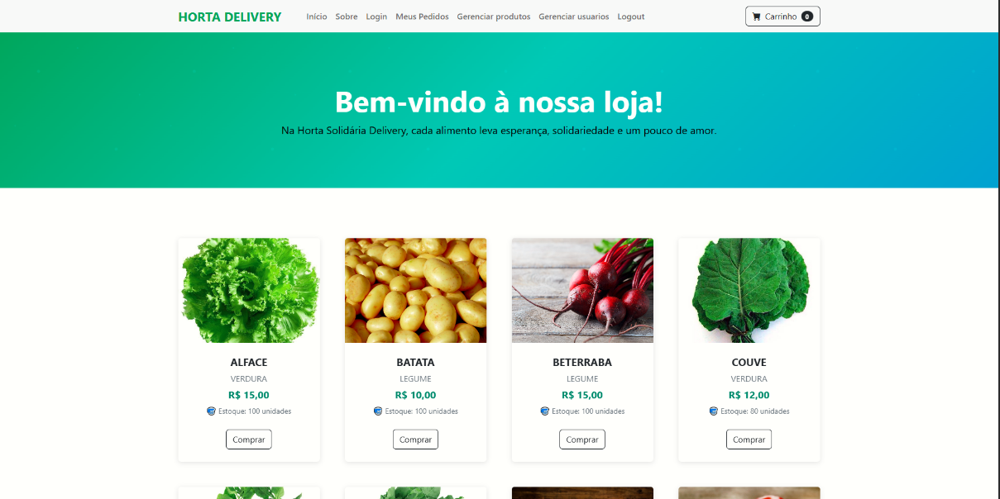 HORTA DELIVERY Início Sobre Login Meus Pedidos Gerenciar produtos Gerenciar usuarios Logout Carrinho 0
Bem-vindo à nossa loja!
Na Horta Solidária Delivery, cada alimento leva esperança, solidariedade e um pouco de amor.
ALFACE
VERDURA
R$ 15,00
Estoque: 100 unidades
Comprar
BATATA
LEGUME
R$ 10,00
Estoque: 100 unidades
Comprar
BETERRABA
LEGUME
R$ 15,00
Estoque: 100 unidades
Comprar
COUVE
VERDURA
R$ 12,00
Estoque: 80 unidades
Comprar